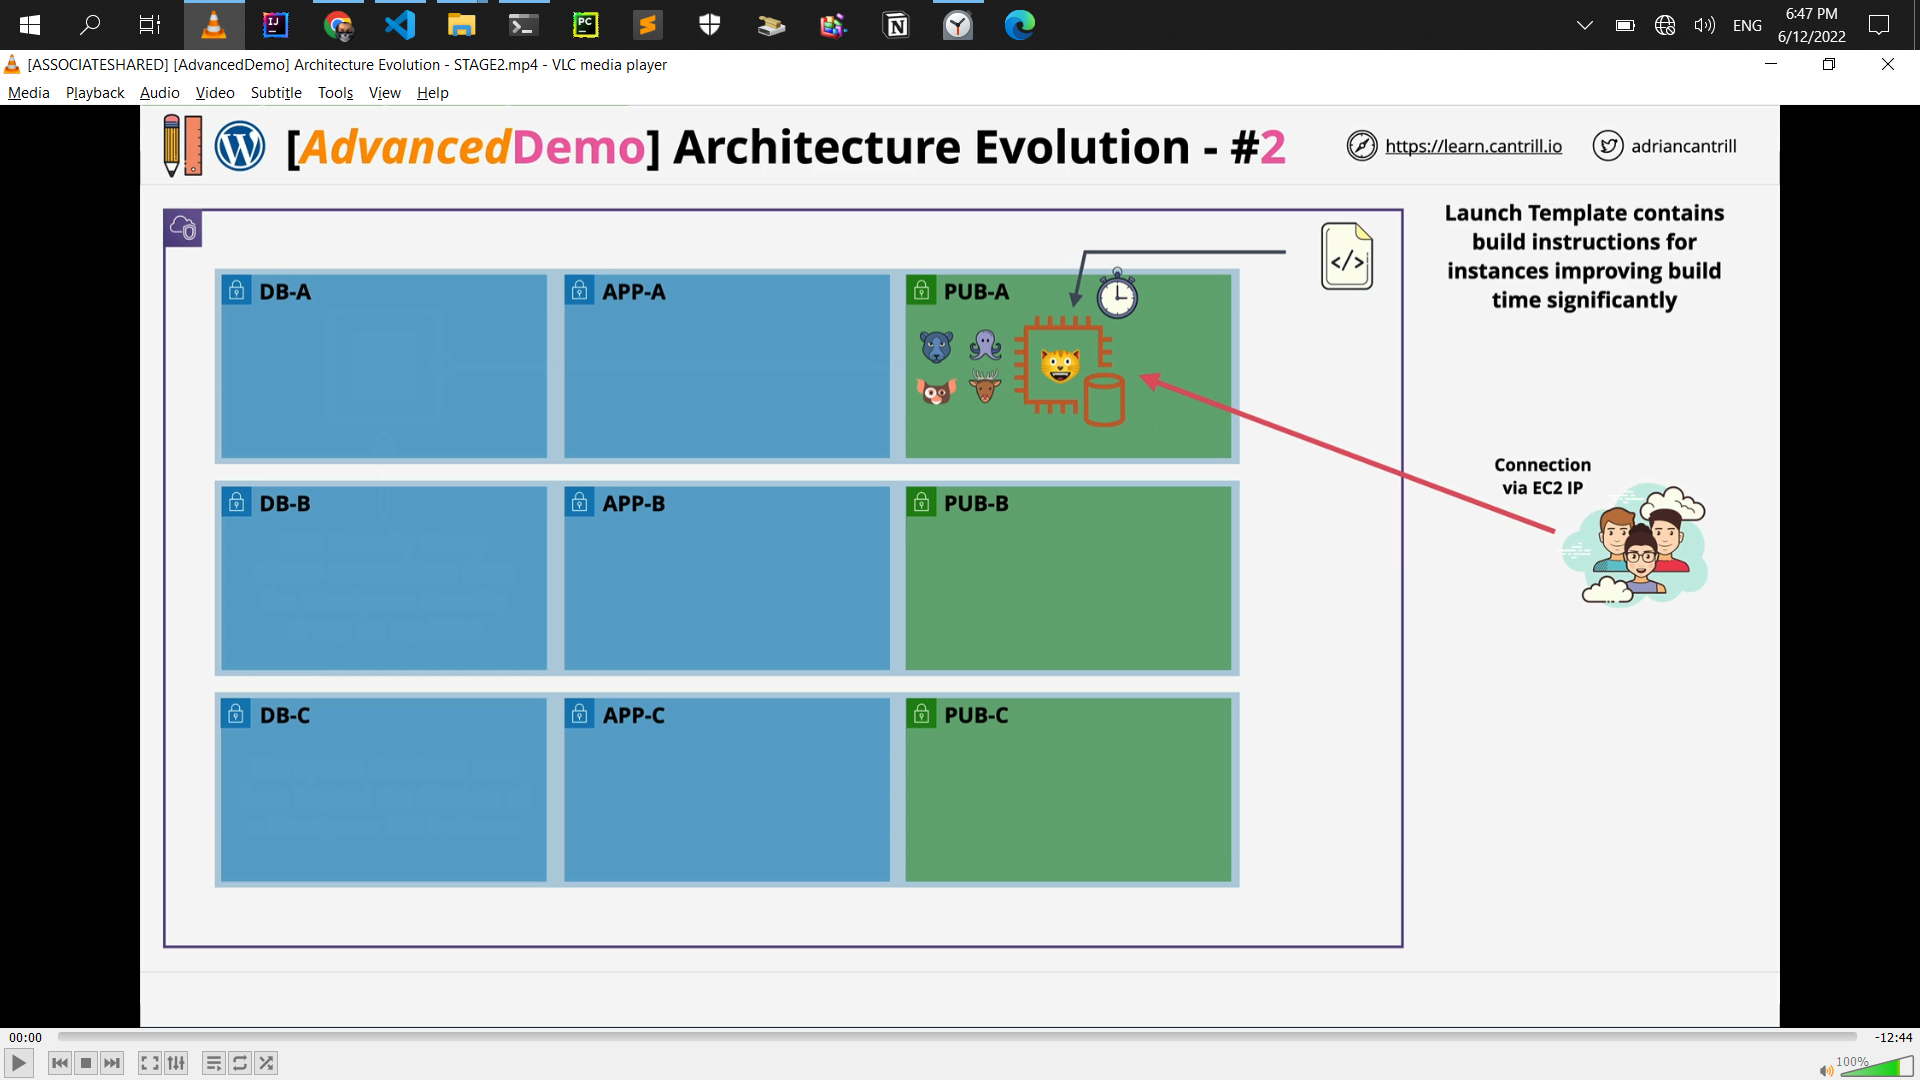 ENG
6:47 PM
6/12/2022
[ASSOCIATESHARED] [AdvancedDemo] Architecture Evolution - STAGE2.mp4 - VLC media player
Media Playback Audio Video Subtitle Tools View Help
[AdvancedDemo] Architecture Evolution - #2
https://learn.cantrill.io
adriancantrill
Launch Template contains
build instructions for
instances improving build
time significantly
</>
DB-A
APP-A
PUB-A
Connection
via EC2 IP
DB-B
APP-B
PUB-B
DB-C
APP-C
PUB-C
00:00
-12:44
100%